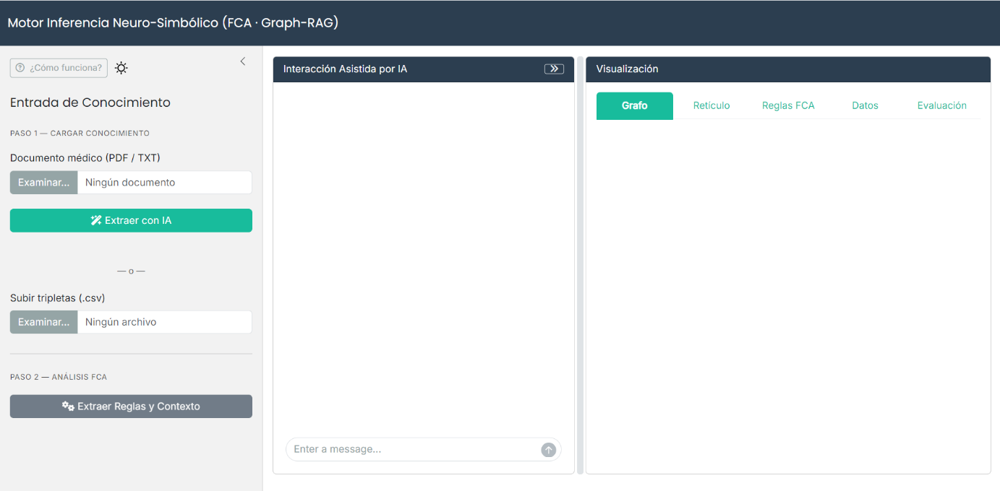 Motor Inferencia Neuro-Simbólico (FCA · Graph-RAG)
¿Cómo funciona?
Entrada de Conocimiento
PASO 1 — CARGAR CONOCIMIENTO
Documento médico (PDF / TXT)
Examinar... Ningún documento
Extraer con IA
— o —
Subir tripletas (.csv)
Examinar... Ningún archivo
PASO 2 — ANÁLISIS FCA
Extraer Reglas y Contexto
Interacción Asistida por IA
Enter a message...
Visualización
Grafo Retículo Reglas FCA Datos Evaluación